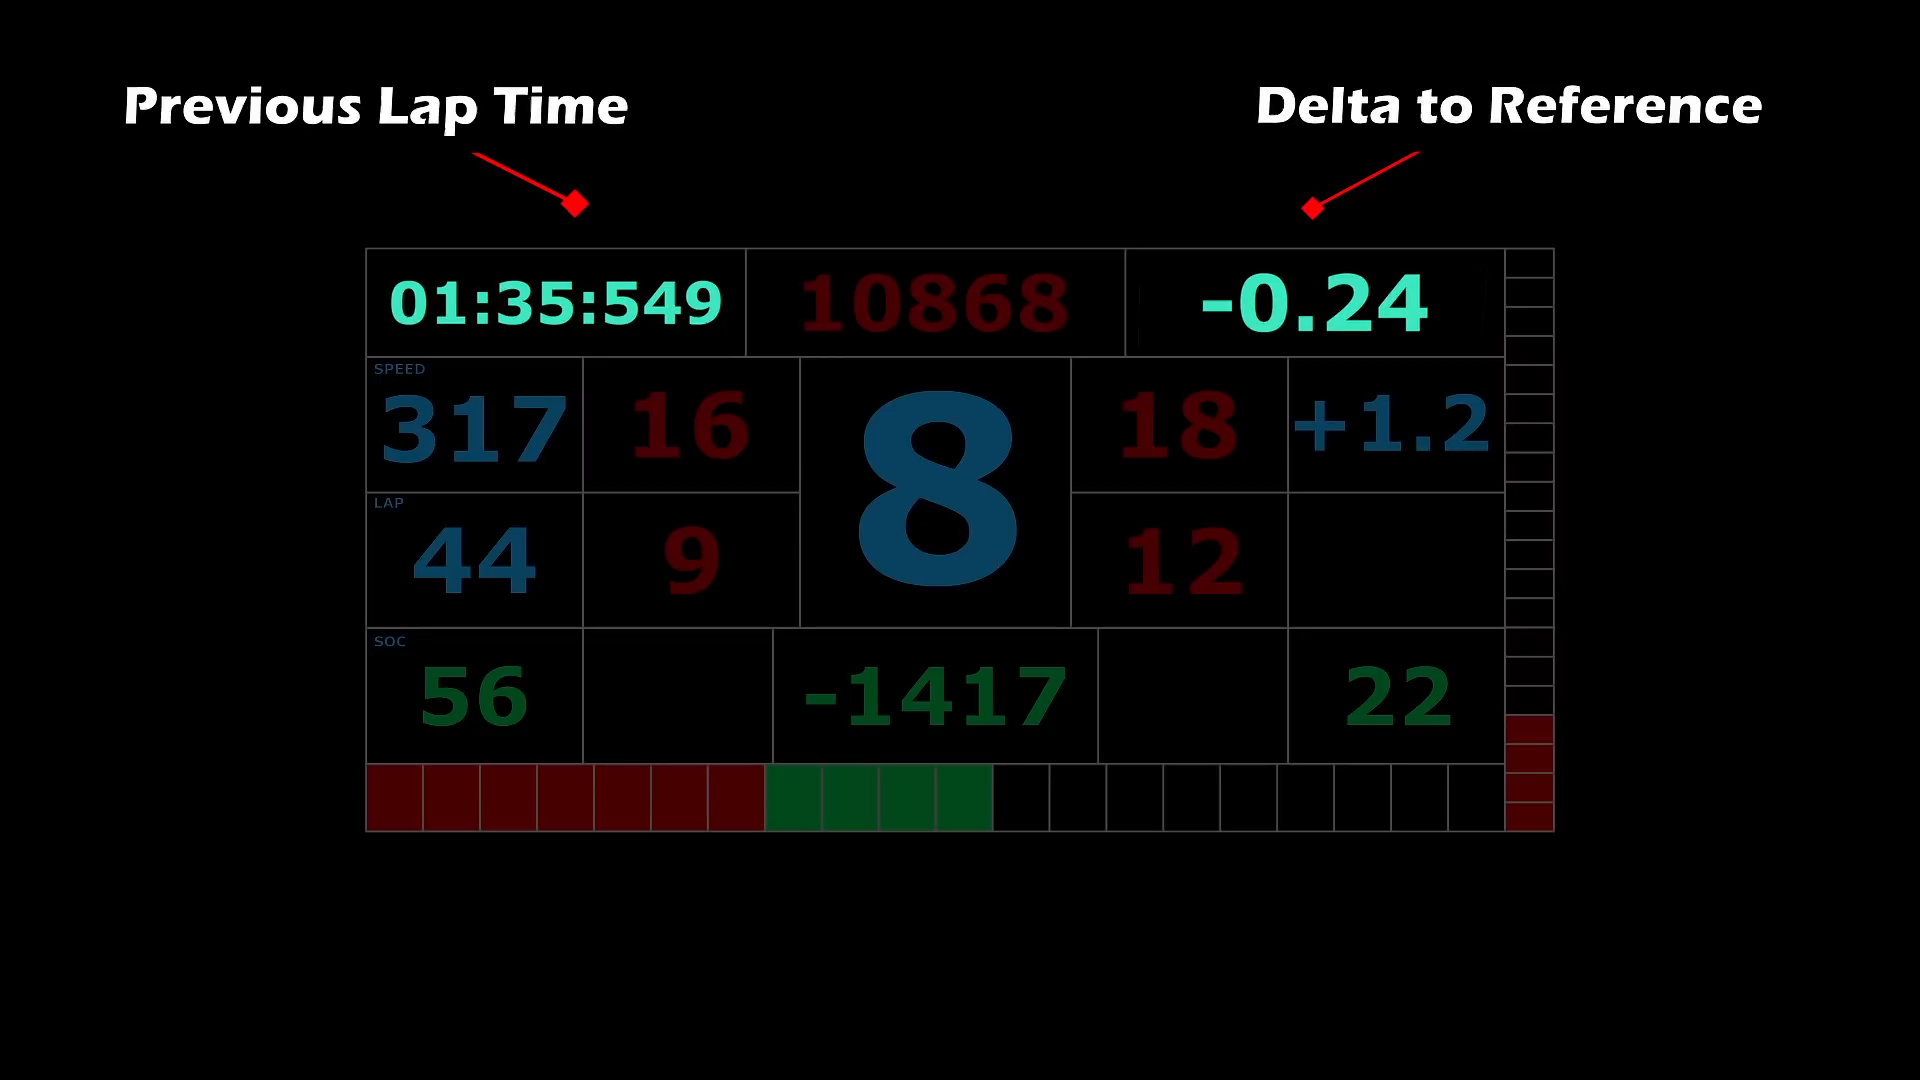 Previous Lap Time
Delta to Reference
01:35:549 10868 -0.24
SPEED
317 16 8 18 +1.2
LAP
44 9 12
SOC
56 -1417 22